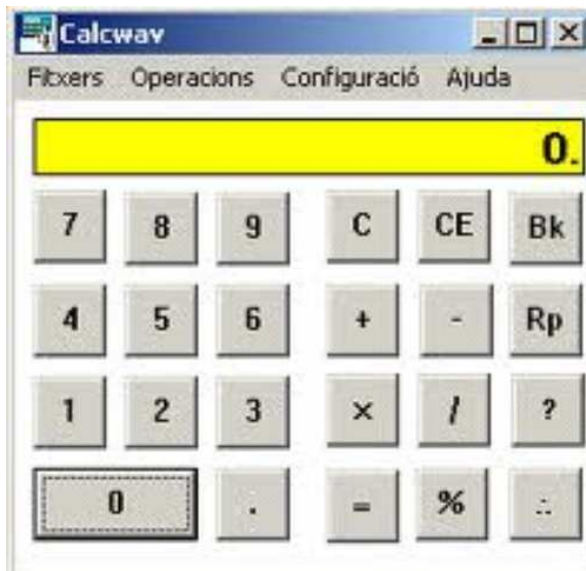 Calcwav
Fitxers Operacions Configuració Ajuda
0.
7 8 9 C CE Bk
4 5 6 + - Rp
1 2 3 × / ?
0 . = % ∴